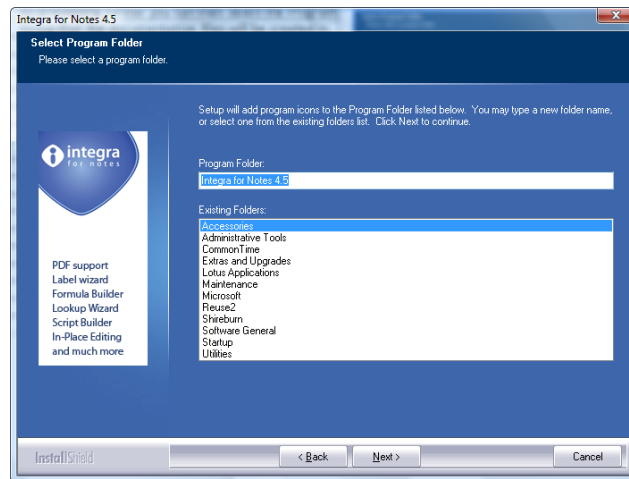 Integra for Notes 4.5
Select Program Folder
Please select a program folder.
Setup will add program icons to the Program Folder listed below. You may type a new folder name,
or select one from the existing folders list. Click Next to continue.
integra
for notes
Program Folder:
Integra for Notes 4.5
Existing Folders:
Accessories
Administrative Tools
CommonTime
Extras and Upgrades
Lotus Applications
Maintenance
Microsoft
Reuse2
Shireburn
Software General
Startup
Utilities
PDF support
Label wizard
Formula Builder
Lookup Wizard
Script Builder
In-Place Editing
and much more
InstallShield
< Back
Next >
Cancel